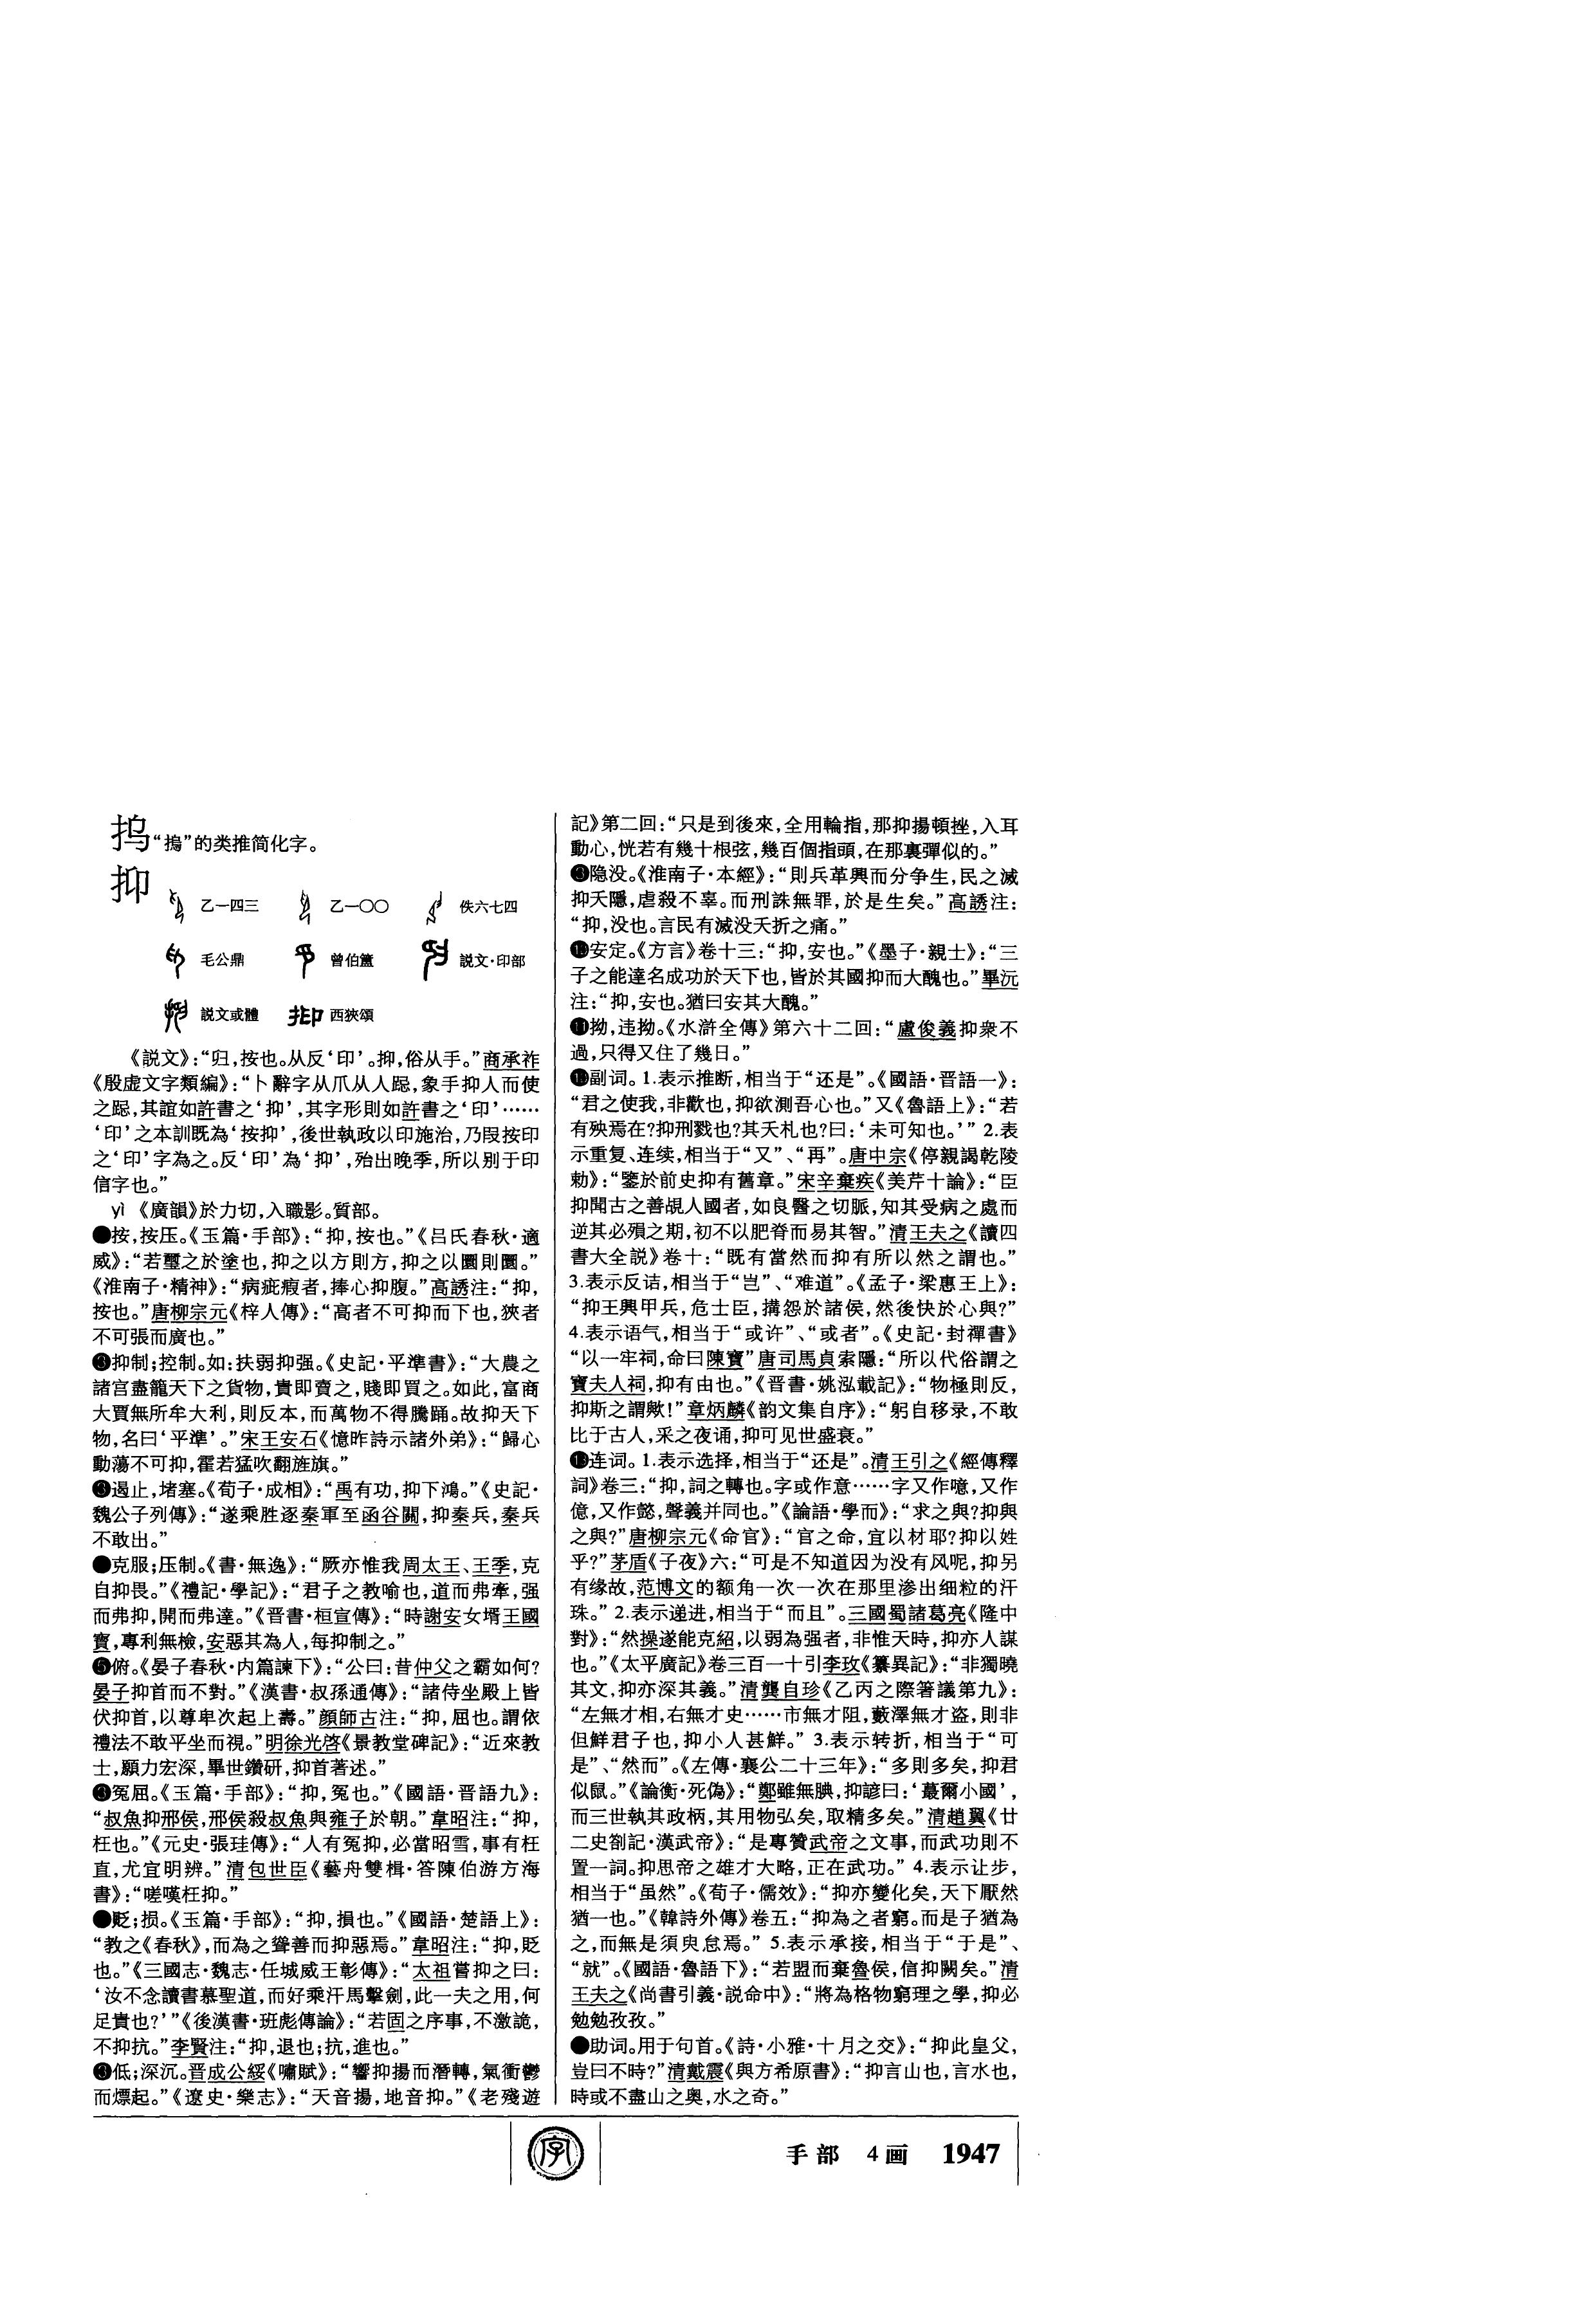 捣“搗”的类推简化字。
抑
乙一四三 乙一〇〇 佚六七四
毛公鼎 曾伯簠 説文·印部
説文或體 西狹頌
《説文》：“归，按也。从反‘印’。抑，俗从手。”商承祚
《殷虚文字類編》：“卜辭字从爪从人跽，象手抑人而使
之跽，其誼如許書之‘抑’，其字形則如許書之‘印’……
‘印’之本訓既為‘按抑’，後世執政以印施治，乃叚按印
之‘印’字為之。反‘印’為‘抑’，殆出晚季，所以别于印
信字也。”
yì 《廣韻》於力切，入職影。質部。
●按，按压。《玉篇·手部》：“抑，按也。”《吕氏春秋·適
威》：“若璽之於塗也，抑之以方則方，抑之以圜則圜。”
《淮南子·精神》：“病疵瘕者，捧心抑腹。”高誘注：“抑，
按也。”唐柳宗元《梓人傳》：“高者不可抑而下也，狹者
不可張而廣也。”
抑制；控制。如：扶弱抑强。《史記·平準書》：“大農之
諸官盡籠天下之貨物，貴即賣之，賤即買之。如此，富商
大賈無所牟大利，則反本，而萬物不得騰踊。故抑天下
物，名曰‘平準’。”宋王安石《憶昨詩示諸外弟》：“歸心
動蕩不可抑，霍若猛吹翻旌旗。”
❸遏止，堵塞。《荀子·成相》：“禹有功，抑下鴻。”《史記·
魏公子列傳》：“遂乘胜逐秦軍至函谷關，抑秦兵，秦兵
不敢出。”
●克服；压制。《書·無逸》：“厥亦惟我周太王、王季，克
自抑畏。”《禮記·學記》：“君子之教喻也，道而弗牽，强
而弗抑，開而弗達。”《晋書·桓宣傳》：“時謝安女壻王國
寶，專利無檢，安惡其為人，每抑制之。”
❺俯。《晏子春秋·内篇諫下》：“公曰：昔仲父之霸如何？
晏子抑首而不對。”《漢書·叔孫通傳》：“諸侍坐殿上皆
伏抑首，以尊卑次起上壽。”顔師古注：“抑，屈也。謂依
禮法不敢平坐而視。”明徐光啓《景教堂碑記》：“近來教
士，願力宏深，畢世鑽研，抑首著述。”
冤屈。《玉篇·手部》：“抑，冤也。”《國語·晋語九》：
“叔魚抑邢侯，邢侯殺叔魚與雍子於朝。”韋昭注：“抑，
枉也。”《元史·張珪傳》：“人有冤抑，必當昭雪，事有枉
直，尤宜明辨。”清包世臣《藝舟雙楫·答陳伯游方海
書》：“嗟嘆枉抑。”
●贬；损。《玉篇·手部》：“抑，損也。”《國語·楚語上》：
“教之《春秋》，而為之聳善而抑惡焉。”韋昭注：“抑，貶
也。”《三國志·魏志·任城威王彰傳》：“太祖嘗抑之曰：
‘汝不念讀書慕聖道，而好乘汗馬擊劍，此一夫之用，何
足貴也？’”《後漢書·班彪傳論》：“若固之序事，不激詭，
不抑抗。”李賢注：“抑，退也；抗，進也。”
低；深沉。晋成公綏《嘯賦》：“響抑揚而潛轉，氣衝鬱
而熛起。”《遼史·樂志》：“天音揚，地音抑。”《老殘遊
記》第二回：“只是到後來，全用輪指，那抑揚頓挫，入耳
動心，恍若有幾十根弦，幾百個指頭，在那裏彈似的。”
隐没。《淮南子·本經》：“則兵革興而分争生，民之滅
抑夭隱，虐殺不辜。而刑誅無罪，於是生矣。”高誘注：
“抑，没也。言民有滅没夭折之痛。”
安定。《方言》卷十三：“抑，安也。”《墨子·親士》：“三
子之能達名成功於天下也，皆於其國抑而大醜也。”畢沅
注：“抑，安也。猶曰安其大醜。”
⓫拗，违拗。《水滸全傳》第六十二回：“盧俊義抑衆不
過，只得又住了幾日。”
副词。1.表示推断，相当于“还是”。《國語·晋語一》：
“君之使我，非歡也，抑欲測吾心也。”又《魯語上》：“若
有殃焉在？抑刑戮也？其夭札也？曰：‘未可知也。’” 2.表
示重复、连续，相当于“又”、“再”。唐中宗《停親謁乾陵
勅》：“鑒於前史抑有舊章。”宋辛棄疾《美芹十論》：“臣
抑聞古之善覘人國者，如良醫之切脈，知其受病之處而
逆其必殞之期，初不以肥脊而易其智。”清王夫之《讀四
書大全説》卷十：“既有當然而抑有所以然之謂也。”
3.表示反诘，相当于“岂”、“难道”。《孟子·梁惠王上》：
“抑王興甲兵，危士臣，搆怨於諸侯，然後快於心與？”
4.表示语气，相当于“或许”、“或者”。《史記·封禪書》
“以一牢祠，命曰陳寶”唐司馬貞索隱：“所以代俗謂之
寶夫人祠，抑有由也。”《晋書·姚泓載記》：“物極則反，
抑斯之謂歟！”章炳麟《韵文集自序》：“躬自移录，不敢
比于古人，采之夜诵，抑可见世盛衰。”
⓭连词。1.表示选择，相当于“还是”。清王引之《經傳釋
詞》卷三：“抑，詞之轉也。字或作意……字又作噫，又作
億，又作懿，聲義并同也。”《論語·學而》：“求之與？抑與
之與？”唐柳宗元《命官》：“官之命，宜以材耶？抑以姓
乎？”茅盾《子夜》六：“可是不知道因为没有风呢，抑另
有缘故，范博文的额角一次一次在那里渗出细粒的汗
珠。” 2.表示递进，相当于“而且”。三國蜀諸葛亮《隆中
對》：“然操遂能克紹，以弱為强者，非惟天時，抑亦人謀
也。”《太平廣記》卷三百一十引李玫《纂異記》：“非獨曉
其文，抑亦深其義。”清龔自珍《乙丙之際箸議第九》：
“左無才相，右無才史……市無才阻，藪澤無才盗，則非
但鮮君子也，抑小人甚鮮。” 3.表示转折，相当于“可
是”、“然而”。《左傳·襄公二十三年》：“多則多矣，抑君
似鼠。”《論衡·死偽》：“鄭雖無腆，抑諺曰：‘蕞爾小國’，
而三世執其政柄，其用物弘矣，取精多矣。”清趙翼《廿
二史劄記·漢武帝》：“是專贊武帝之文事，而武功則不
置一詞。抑思帝之雄才大略，正在武功。” 4.表示让步，
相当于“虽然”。《荀子·儒效》：“抑亦變化矣，天下厭然
猶一也。”《韓詩外傳》卷五：“抑為之者窮。而是子猶為
之，而無是須臾怠焉。” 5.表示承接，相当于“于是”、
“就”。《國語·魯語下》：“若盟而棄魯侯，信抑闕矣。”清
王夫之《尚書引義·説命中》：“將為格物窮理之學，抑必
勉勉孜孜。”
●助词。用于句首。《詩·小雅·十月之交》：“抑此皇父，
豈曰不時？”清戴震《與方希原書》：“抑言山也，言水也，
時或不盡山之奥，水之奇。”
字
手部 4画 1947